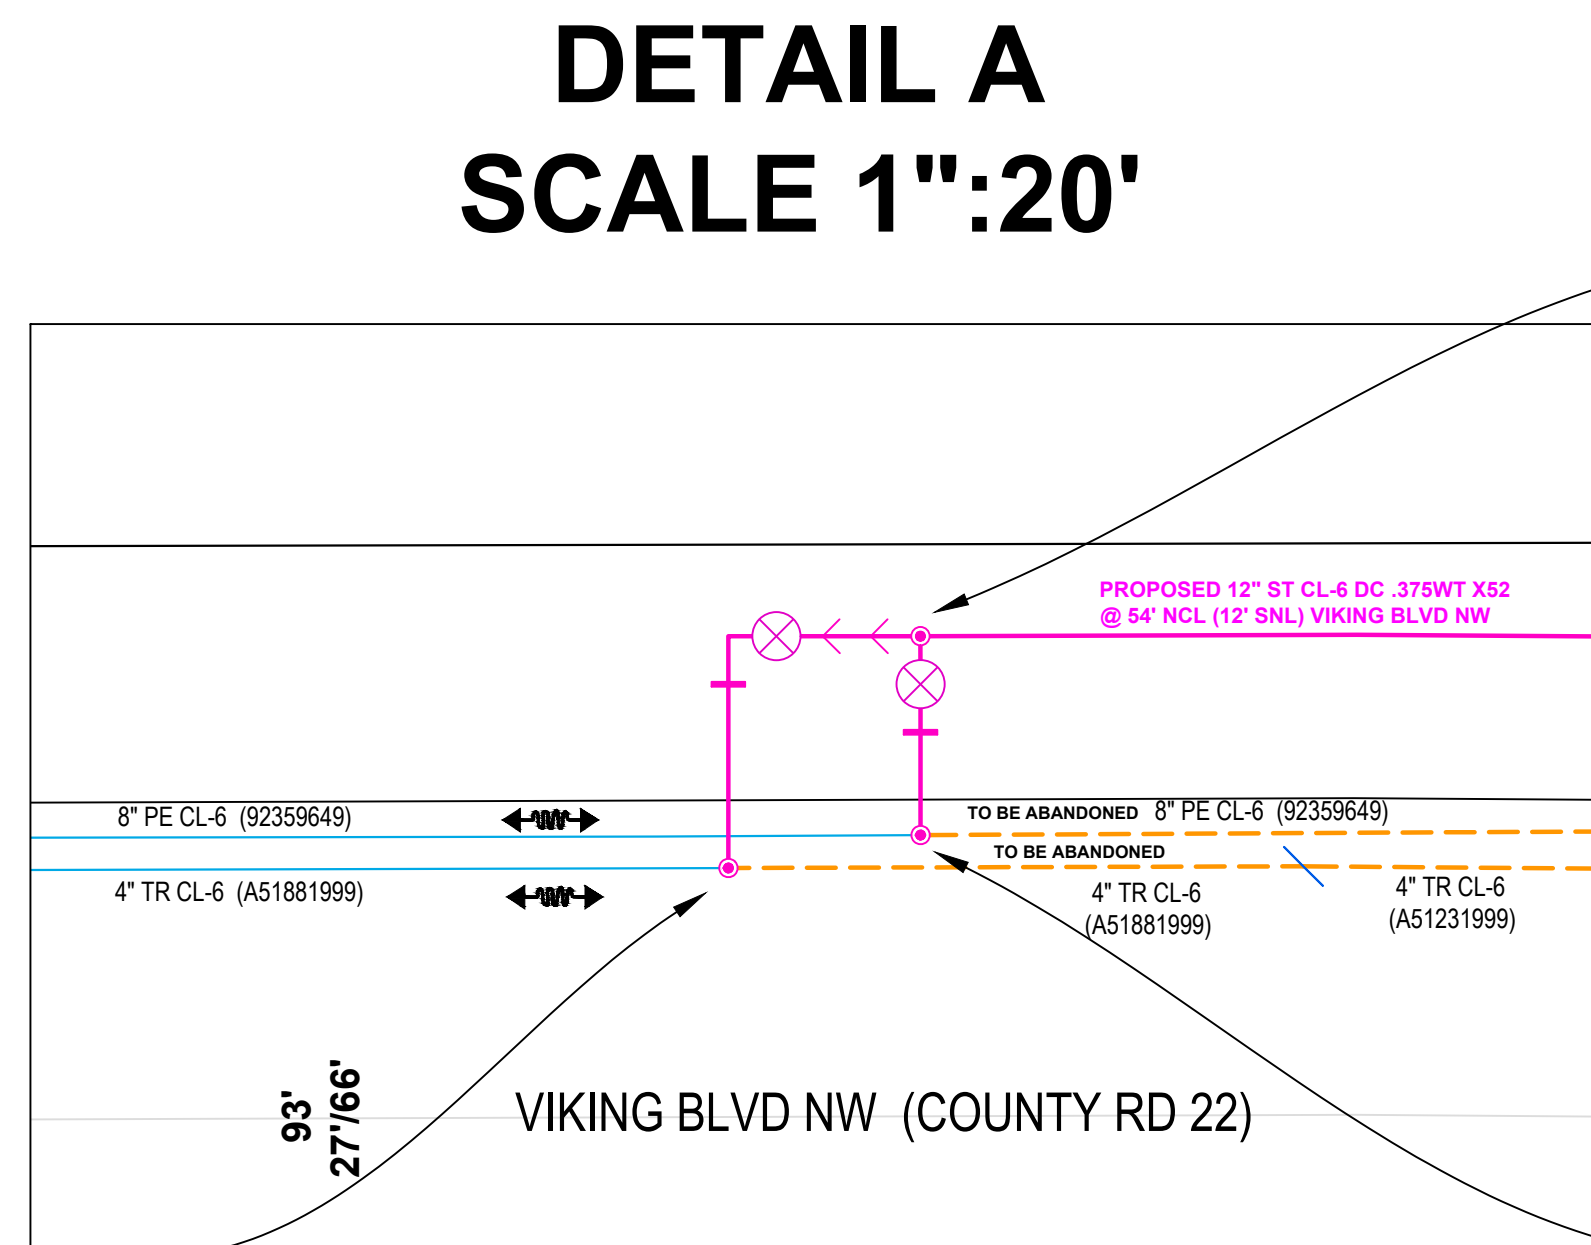 DETAIL A
SCALE 1":20'
PROPOSED 12" ST CL-6 DC .375WT X52
@ 54' NCL (12' SNL) VIKING BLVD NW
8" PE CL-6 (92359649)
TO BE ABANDONED 8" PE CL-6 (92359649)
TO BE ABANDONED
4" TR CL-6 (A51881999)
4" TR CL-6
(A51881999)
4" TR CL-6
(A51231999)
93'
27'/66'
VIKING BLVD NW (COUNTY RD 22)